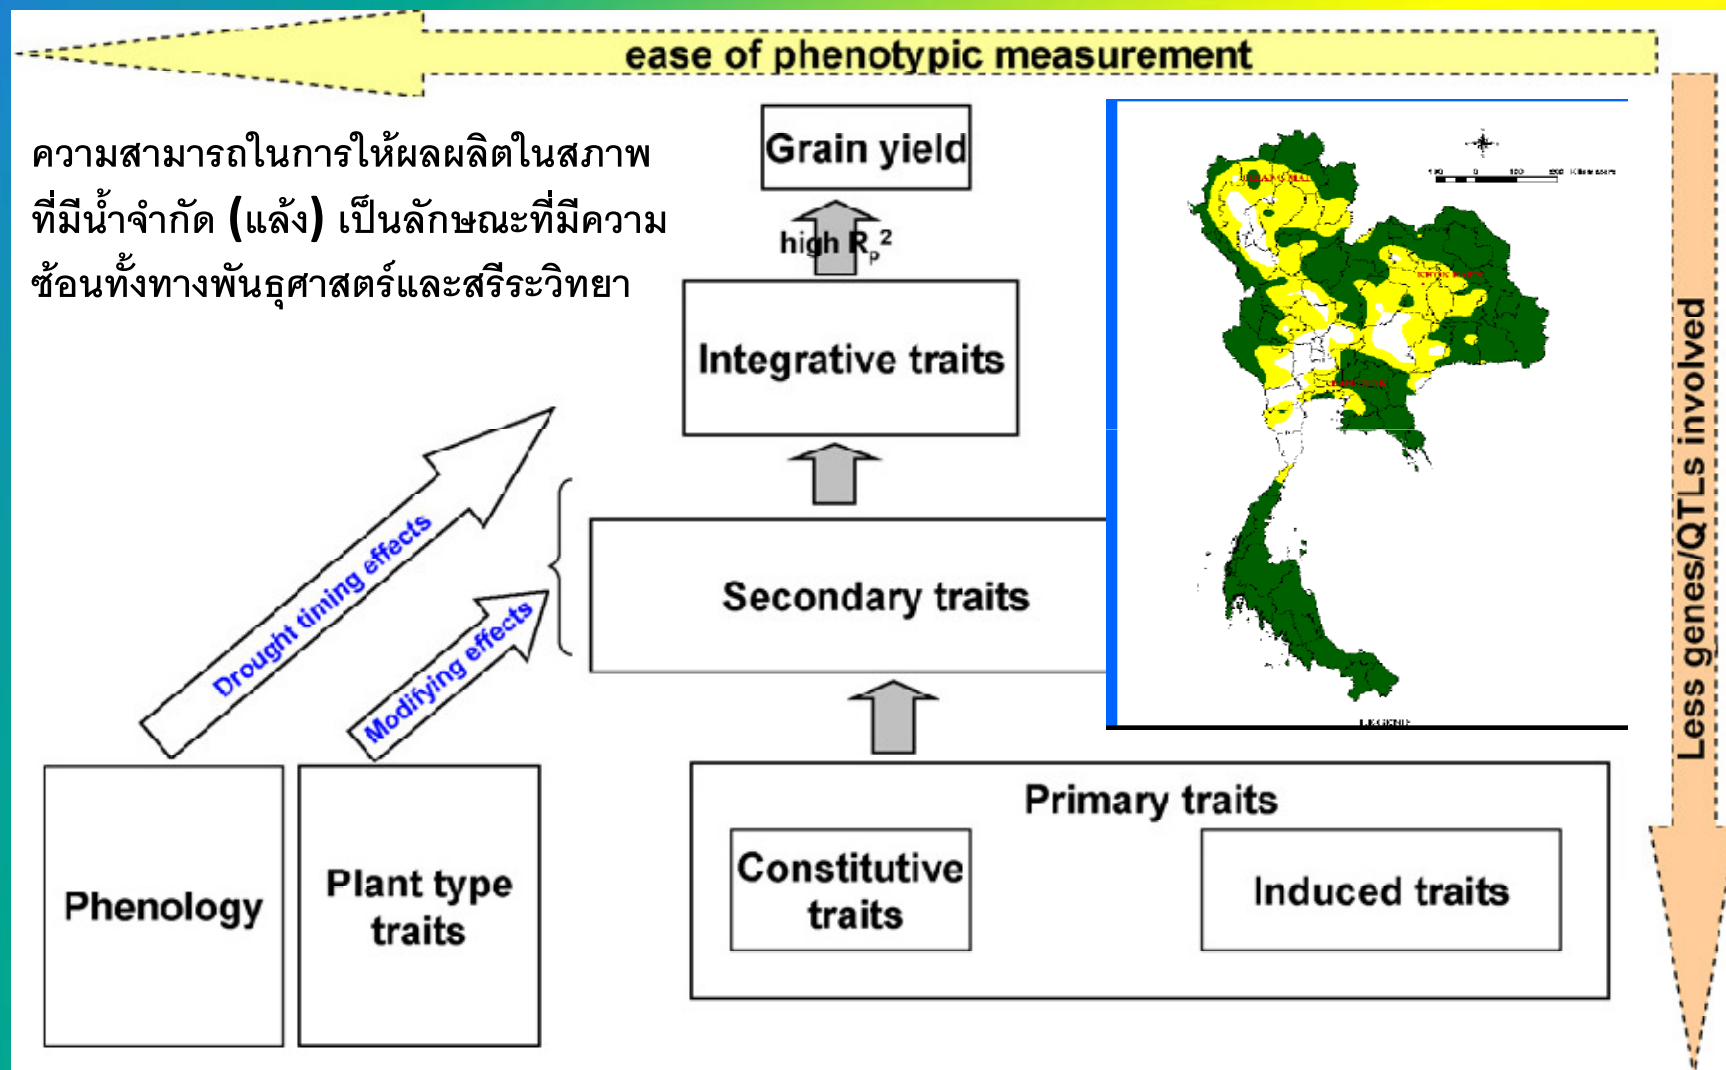 ease of phenotypic measurement
ความสามารถในการให้ผลผลิตในสภาพ
ที่มีน้ำจำกัด (แล้ง) เป็นลักษณะที่มีความ
ซ้อนทั้งทางพันธุศาสตร์และสรีระวิทยา
Grain yield
high Rp²
Integrative traits
Secondary traits
Drought timing effects
Modifying effects
Phenology
Plant type
traits
Primary traits
Constitutive
traits
Induced traits
Less genes/QTLs involved
Kilometers